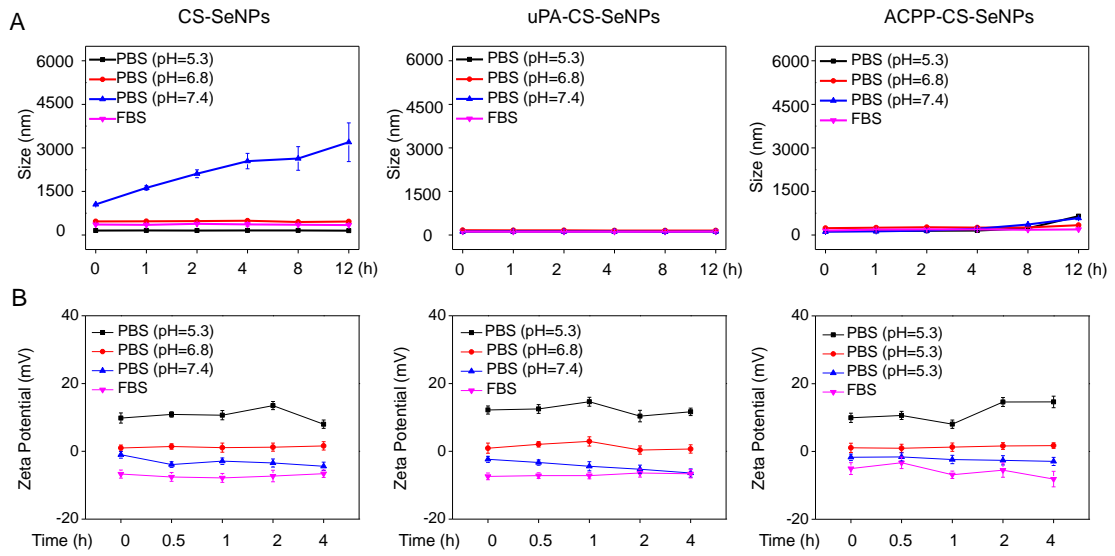 CS-SeNPs
uPA-CS-SeNPs
ACPP-CS-SeNPs
A
6000
4500
3000
1500
0
Size (nm)
PBS (pH=5.3)
PBS (pH=6.8)
PBS (pH=7.4)
FBS
0 1 2 4 8 12 (h)
6000
4500
3000
1500
0
Size (nm)
PBS (pH=5.3)
PBS (pH=6.8)
PBS (pH=7.4)
FBS
0 1 2 4 8 12 (h)
6000
4500
3000
1500
0
Size (nm)
PBS (pH=5.3)
PBS (pH=6.8)
PBS (pH=7.4)
FBS
0 1 2 4 8 12 (h)
B
40
20
0
-20
Zeta Potential (mV)
PBS (pH=5.3)
PBS (pH=6.8)
PBS (pH=7.4)
FBS
Time (h) 0 0.5 1 2 4
40
20
0
-20
Zeta Potential (mV)
PBS (pH=5.3)
PBS (pH=6.8)
PBS (pH=7.4)
FBS
Time (h) 0 0.5 1 2 4
40
20
0
-20
Zeta Potential (mV)
PBS (pH=5.3)
PBS (pH=5.3)
PBS (pH=5.3)
FBS
Time (h) 0 0.5 1 2 4